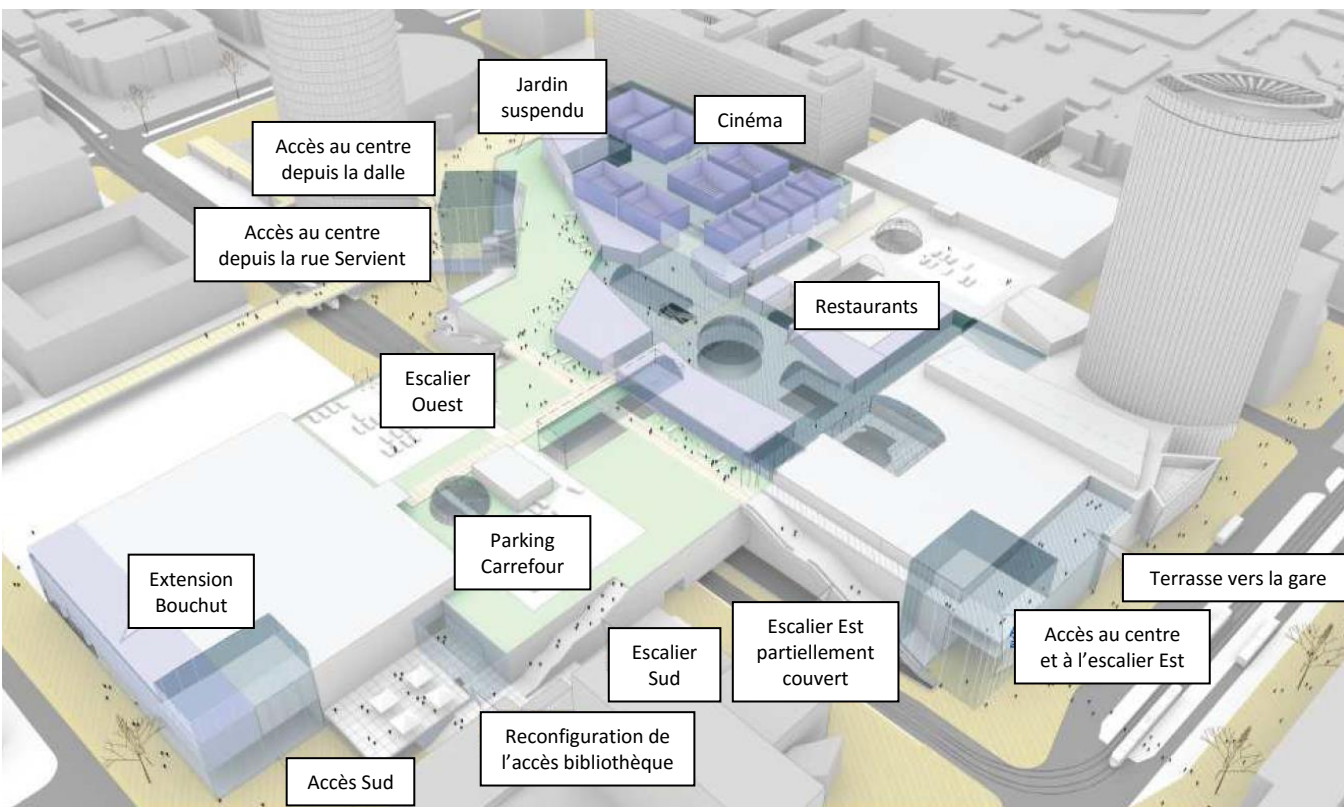 Jardin
suspendu
Cinéma
Accès au centre
depuis la dalle
Accès au centre
depuis la rue Servient
Restaurants
Escalier
Ouest
Parking
Carrefour
Extension
Bouchut
Terrasse vers la gare
Escalier
Sud
Escalier Est
partiellement
couvert
Accès au centre
et à l’escalier Est
Reconfiguration de
l’accès bibliothèque
Accès Sud